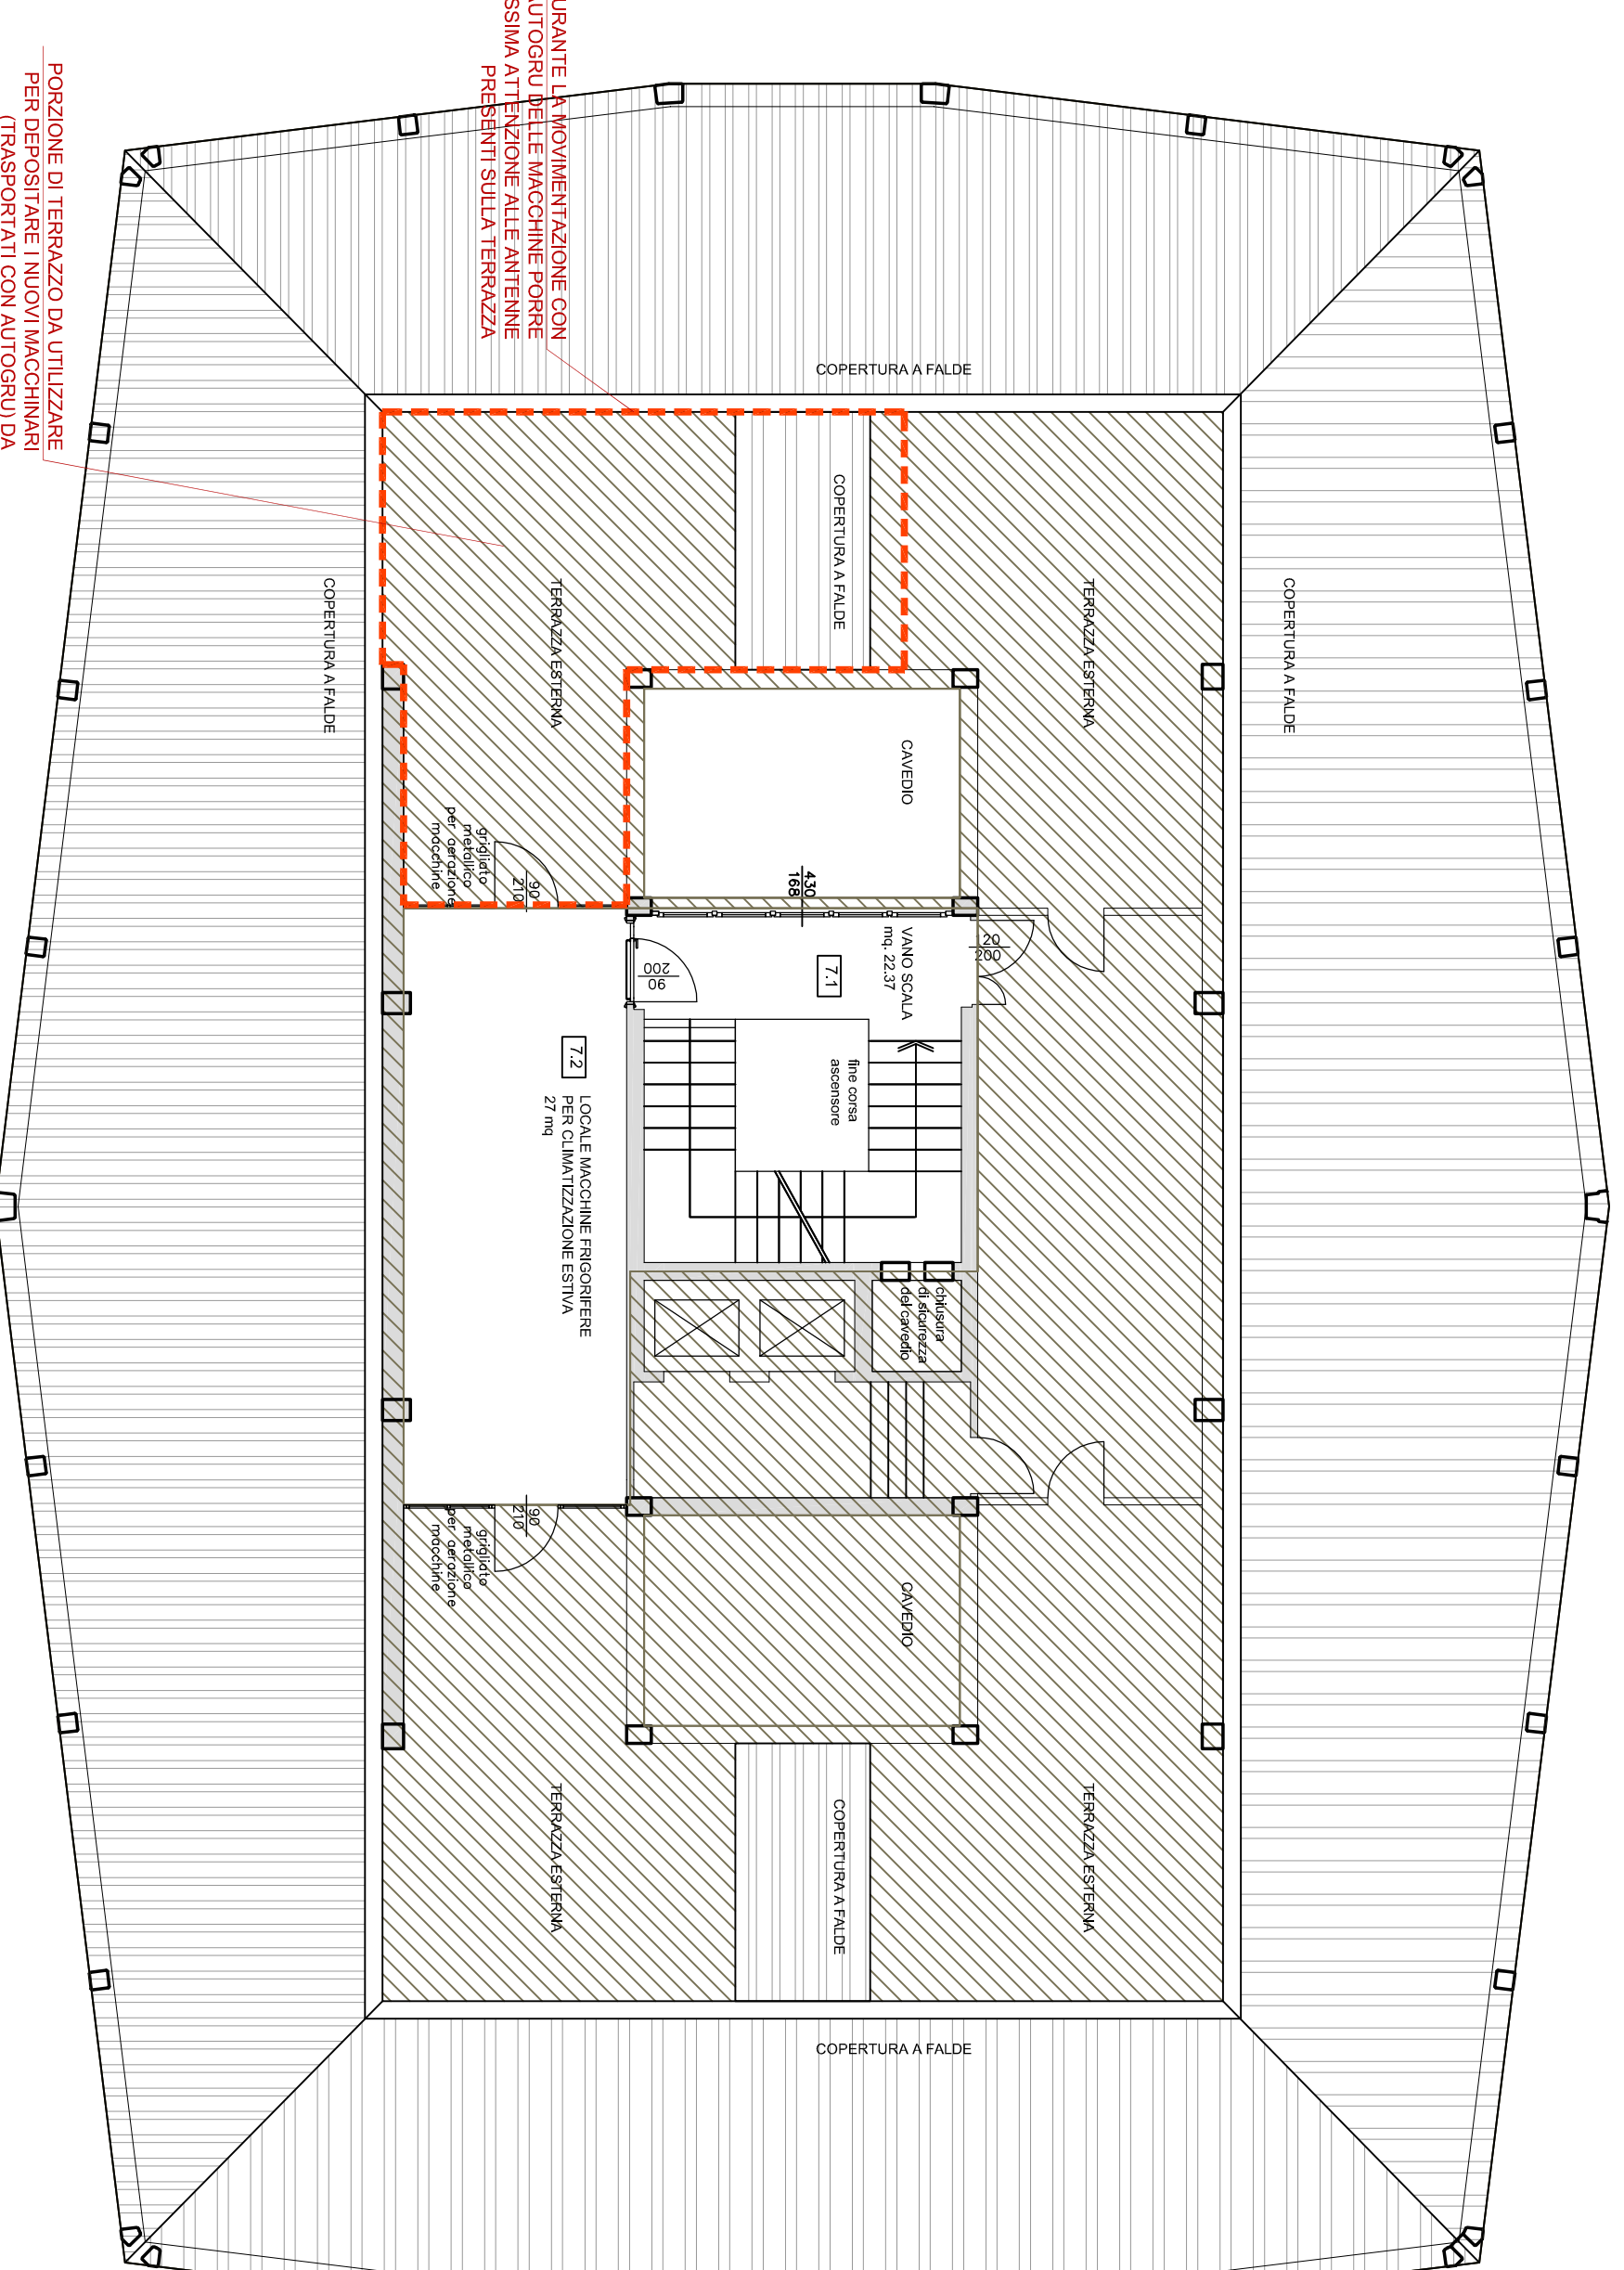 URANTE LA MOVIMENTAZIONE CON
AUTOGRU DELLE MACCHINE PORRE
SSIMA ATTENZIONE ALLE ANTENNE
PRESENTI SULLA TERRAZZA
PORZIONE DI TERRAZZO DA UTILIZZARE
PER DEPOSITARE I NUOVI MACCHINARI
(TRASPORTATI CON AUTOGRU) DA
COPERTURA A FALDE
COPERTURA A FALDE
COPERTURA A FALDE
COPERTURA A FALDE
TERRAZZA ESTERNA
TERRAZZA ESTERNA
CAVEDIO
430
168
grigliato
metallico
per aerazione
macchine
90
210
VANO SCALA
mq. 22.37
7.1
20
200
90
200
7.2
LOCALE MACCHINE FRIGORIFERE
PER CLIMATIZZAZIONE ESTIVA
27 mq
fine corsa
ascensore
chiusura
di sicurezza
del cavedio
90
210
grigliato
metallico
per aerazione
macchine
CAVEDIO
TERRAZZA ESTERNA
COPERTURA A FALDE
TERRAZZA ESTERNA
COPERTURA A FALDE